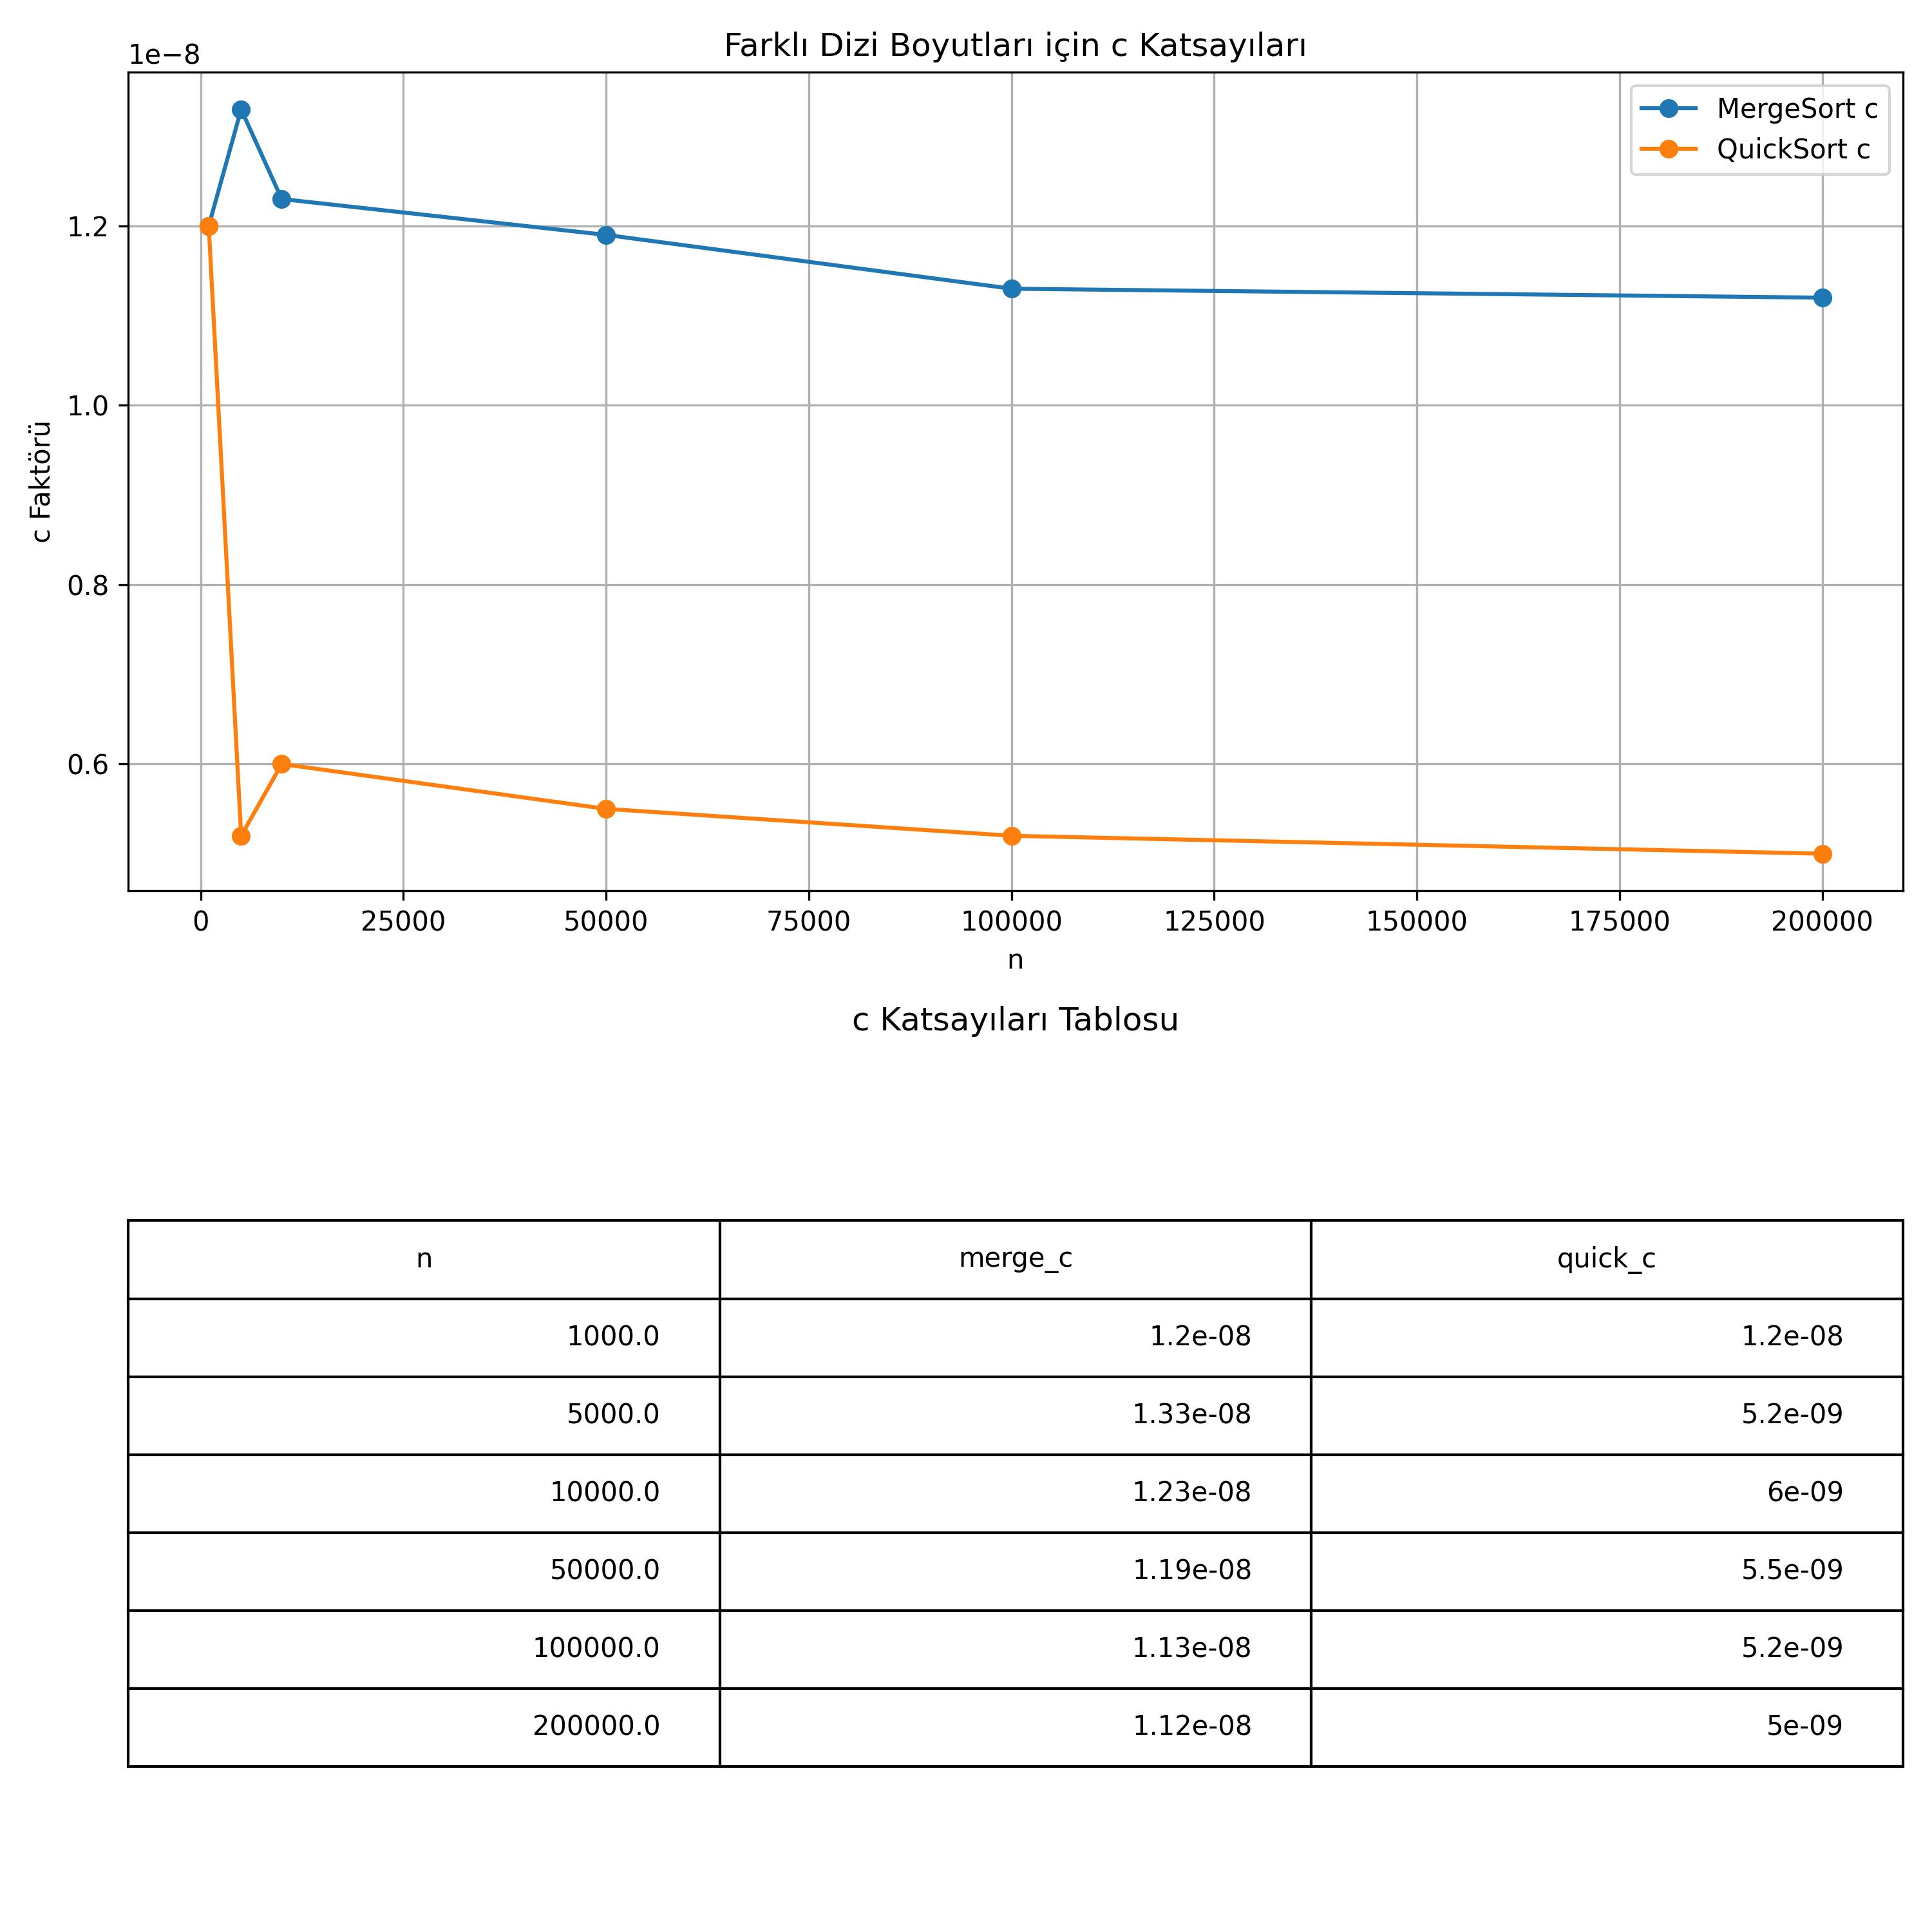 Farklı Dizi Boyutları için c Katsayıları
1e−8
MergeSort c
QuickSort c
1.2
1.0
0.8
0.6
c Faktörü
0 25000 50000 75000 100000 125000 150000 175000 200000
n
c Katsayıları Tablosu
n merge_c quick_c
1000.0 1.2e-08 1.2e-08
5000.0 1.33e-08 5.2e-09
10000.0 1.23e-08 6e-09
50000.0 1.19e-08 5.5e-09
100000.0 1.13e-08 5.2e-09
200000.0 1.12e-08 5e-09